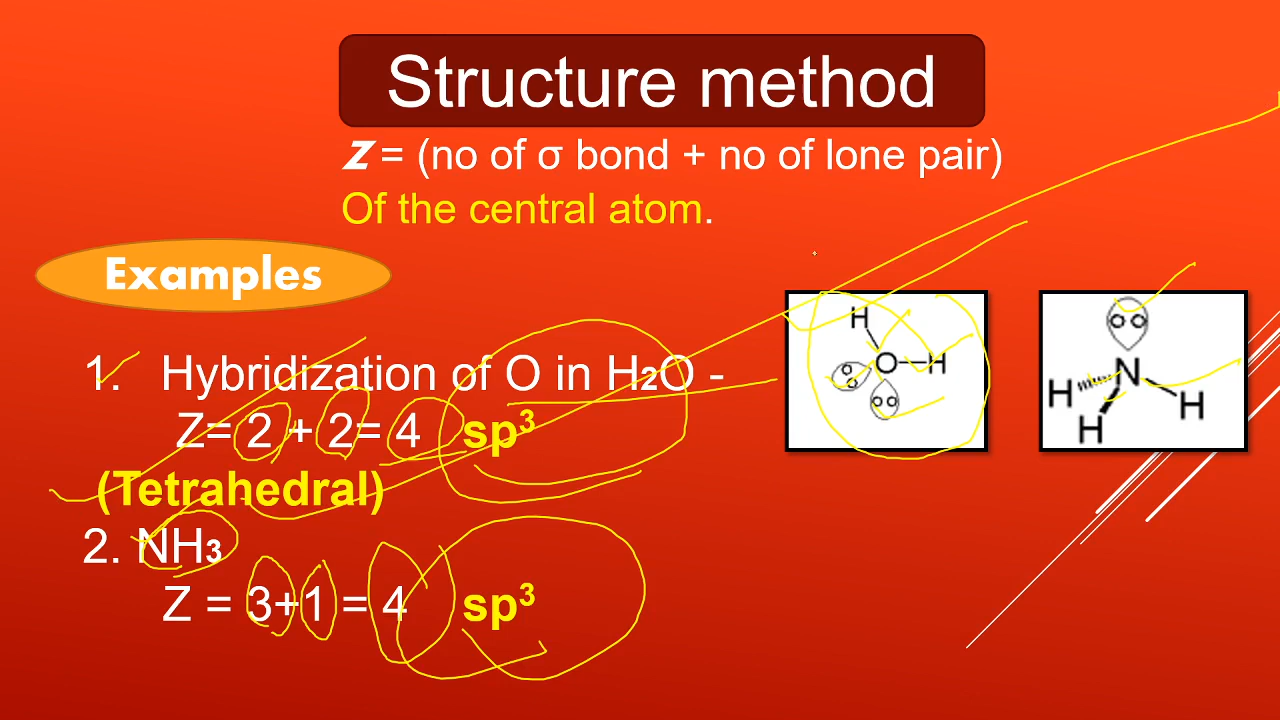 Structure method
Z = (no of σ bond + no of lone pair)
Of the central atom.
Examples
1. Hybridization of O in H₂O -
Z= 2 + 2= 4 sp³
(Tetrahedral)
2. NH₃
Z = 3+1 = 4 sp³
H
O H
N
H
H
H